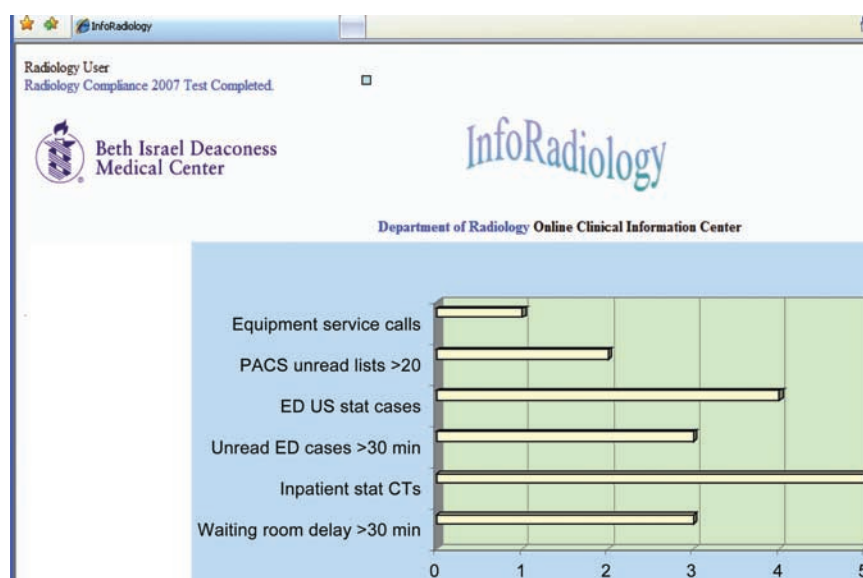 InfoRadiology
Radiology User
Radiology Compliance 2007 Test Completed.
Beth Israel Deaconess
Medical Center
InfoRadiology
Department of Radiology Online Clinical Information Center
Equipment service calls
PACS unread lists >20
ED US stat cases
Unread ED cases >30 min
Inpatient stat CTs
Waiting room delay >30 min
0 1 2 3 4 5